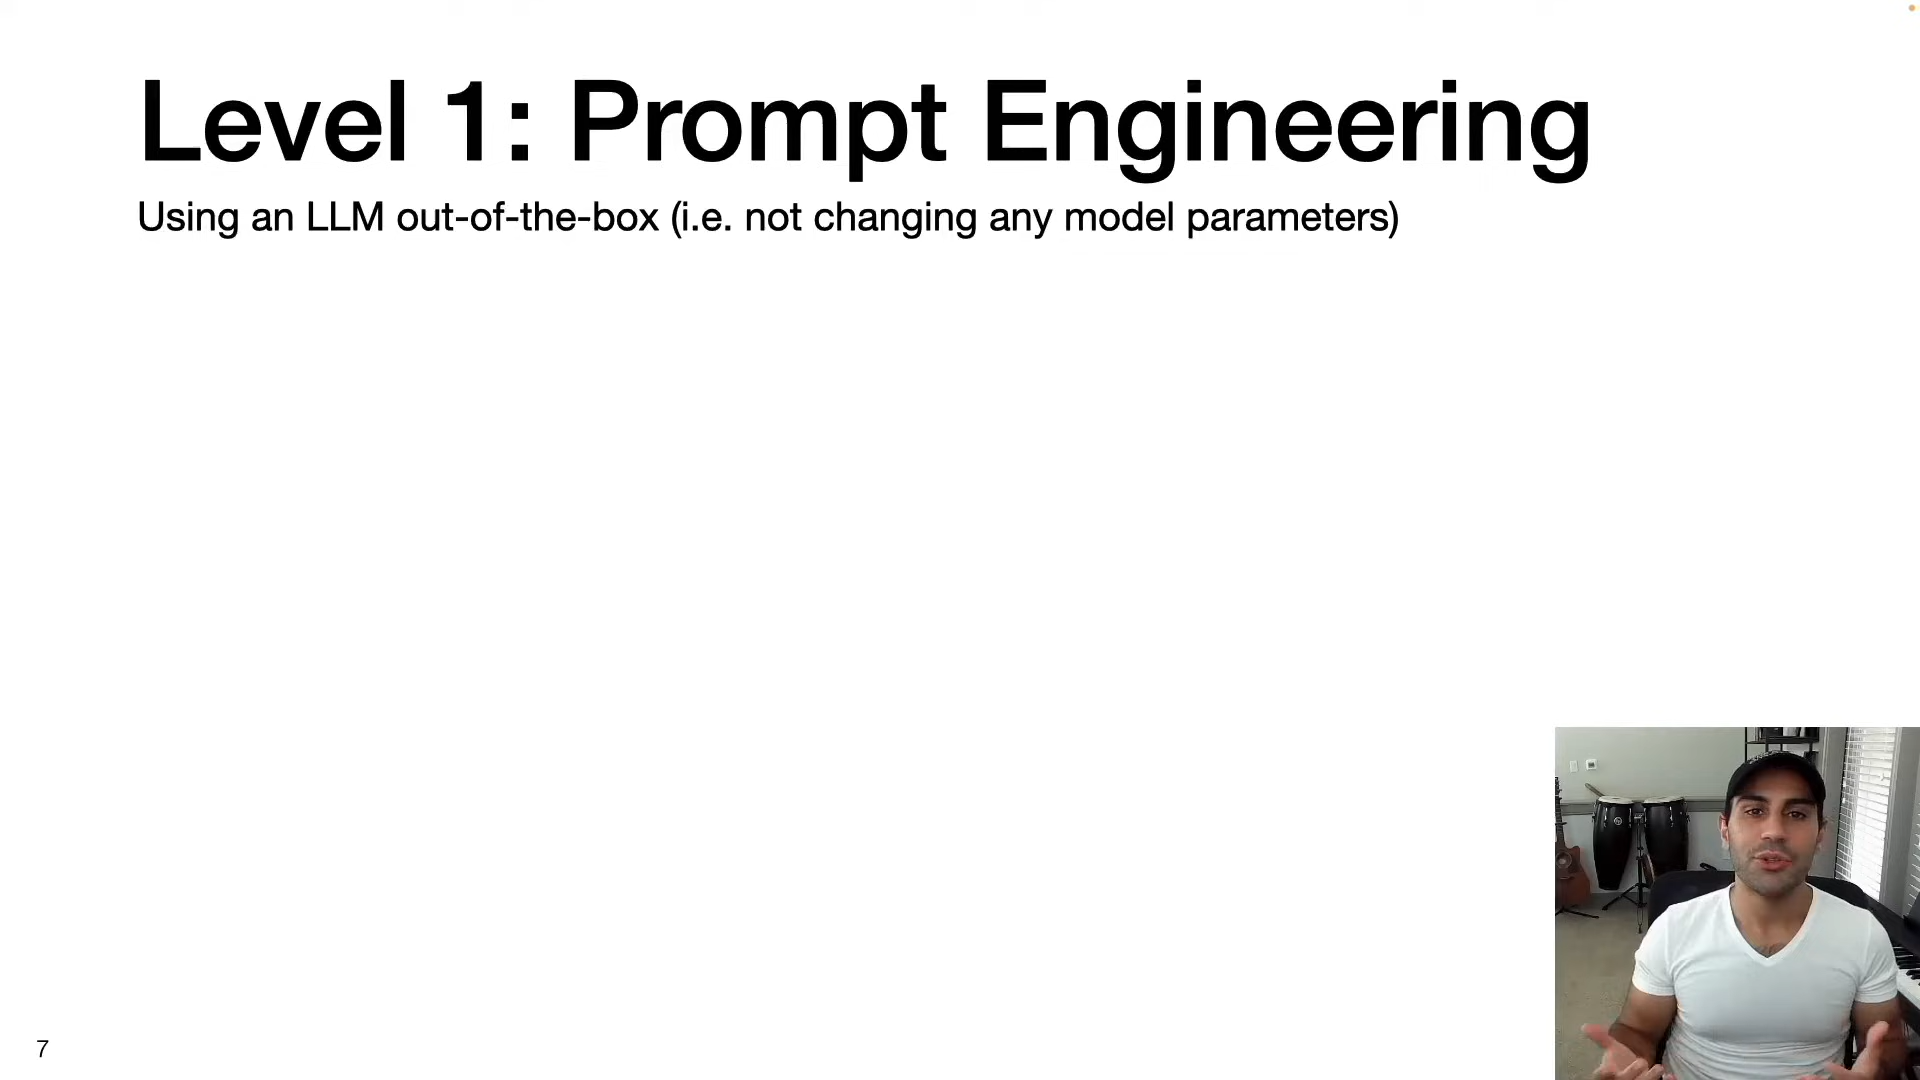 Level 1: Prompt Engineering
Using an LLM out-of-the-box (i.e. not changing any model parameters)
7